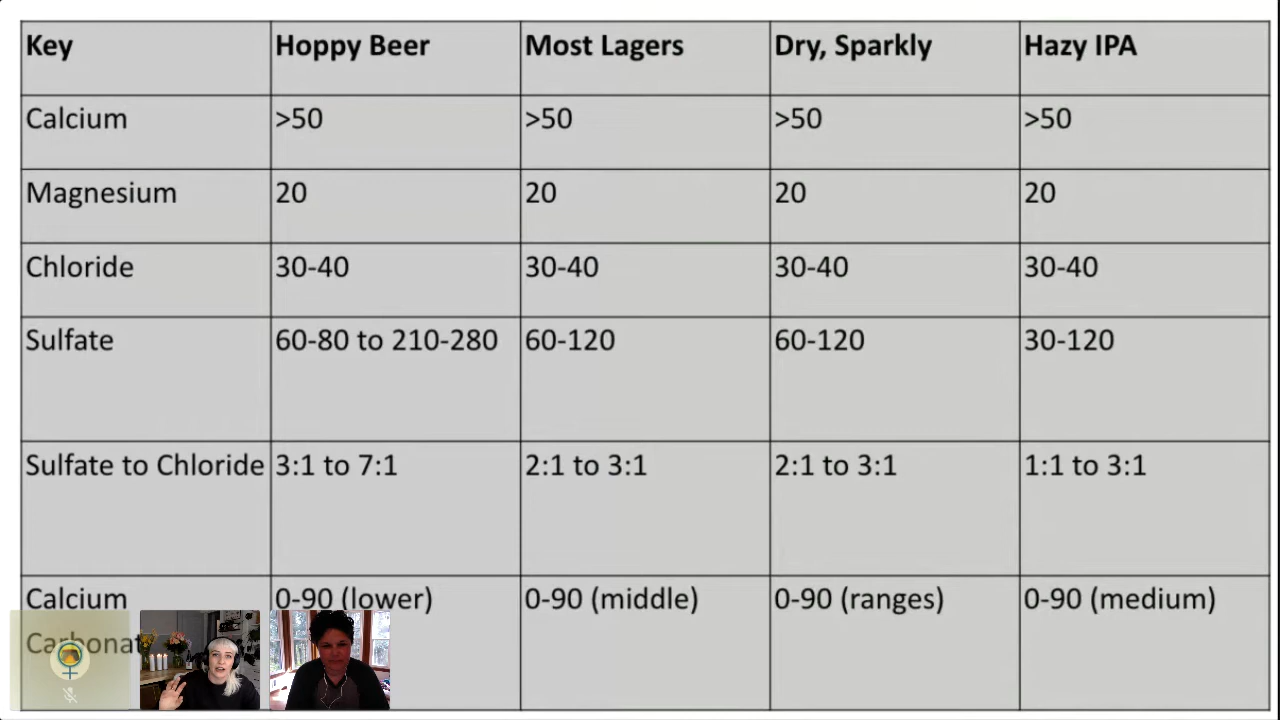 Key Hoppy Beer Most Lagers Dry, Sparkly Hazy IPA
Calcium >50 >50 >50 >50
Magnesium 20 20 20 20
Chloride 30-40 30-40 30-40 30-40
Sulfate 60-80 to 210-280 60-120 60-120 30-120
Sulfate to Chloride 3:1 to 7:1 2:1 to 3:1 2:1 to 3:1 1:1 to 3:1
Calcium 0-90 (lower) 0-90 (middle) 0-90 (ranges) 0-90 (medium)
Carbonat